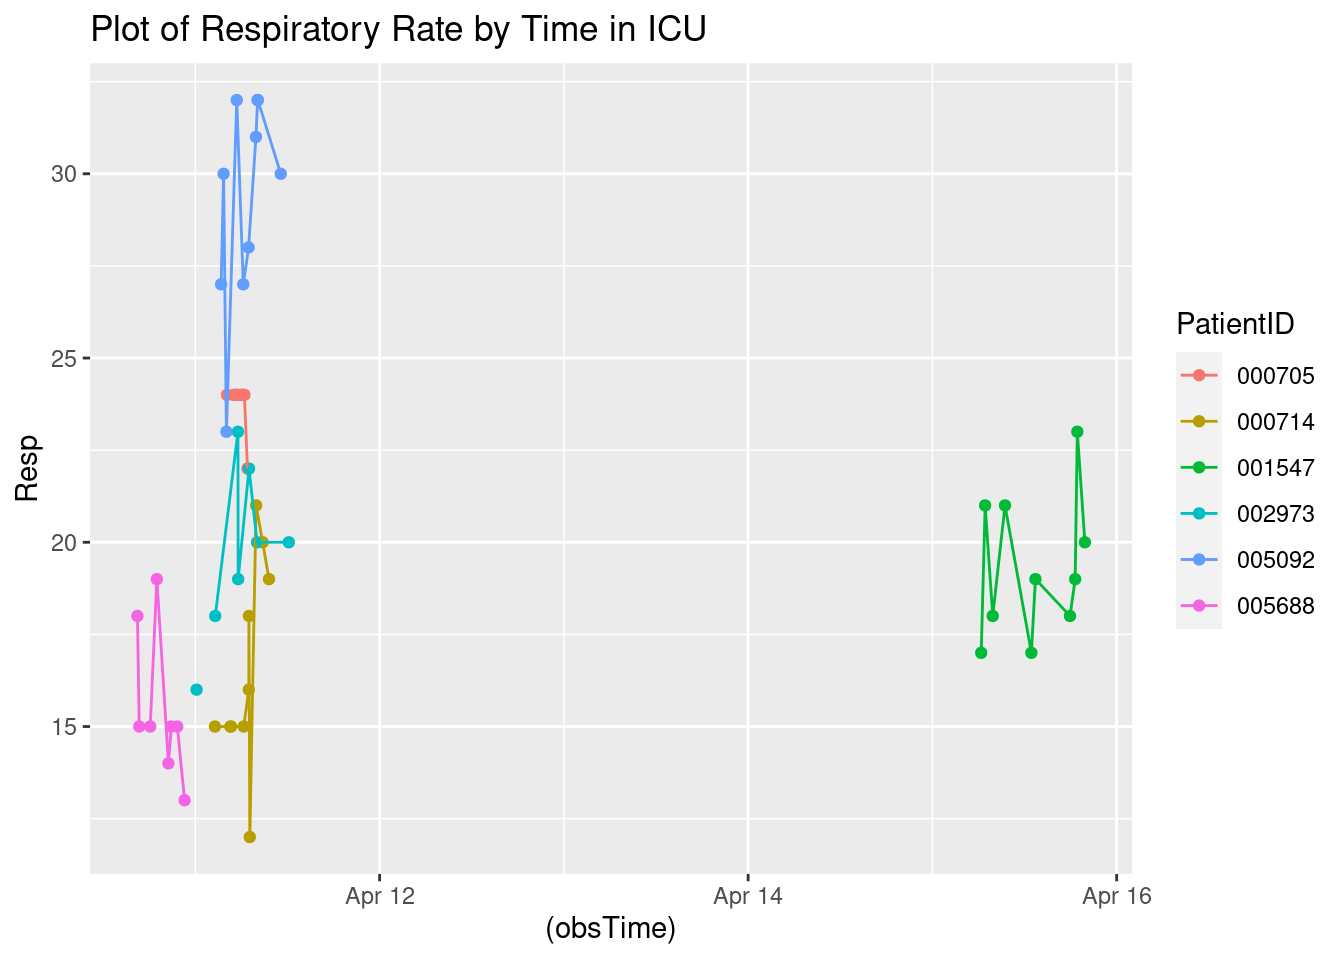 Plot of Respiratory Rate by Time in ICU
30
25
20
15
Resp
Apr 12
Apr 14
Apr 16
(obsTime)
PatientID
000705
000714
001547
002973
005092
005688